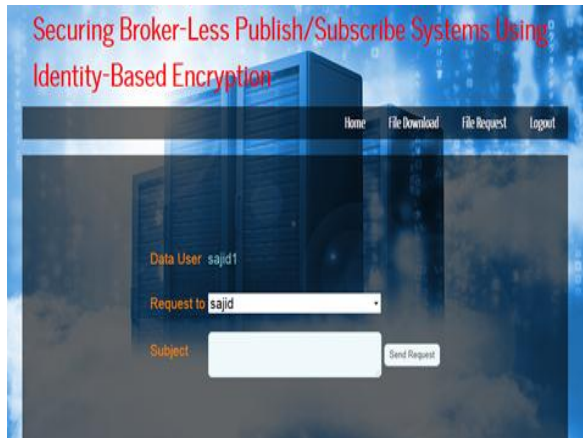 Securing Broker-Less Publish/Subscribe Systems Using
Identity-Based Encryption
Home File Download File Request Logout
Data User sajid1
Request to sajid
Subject
Send Request